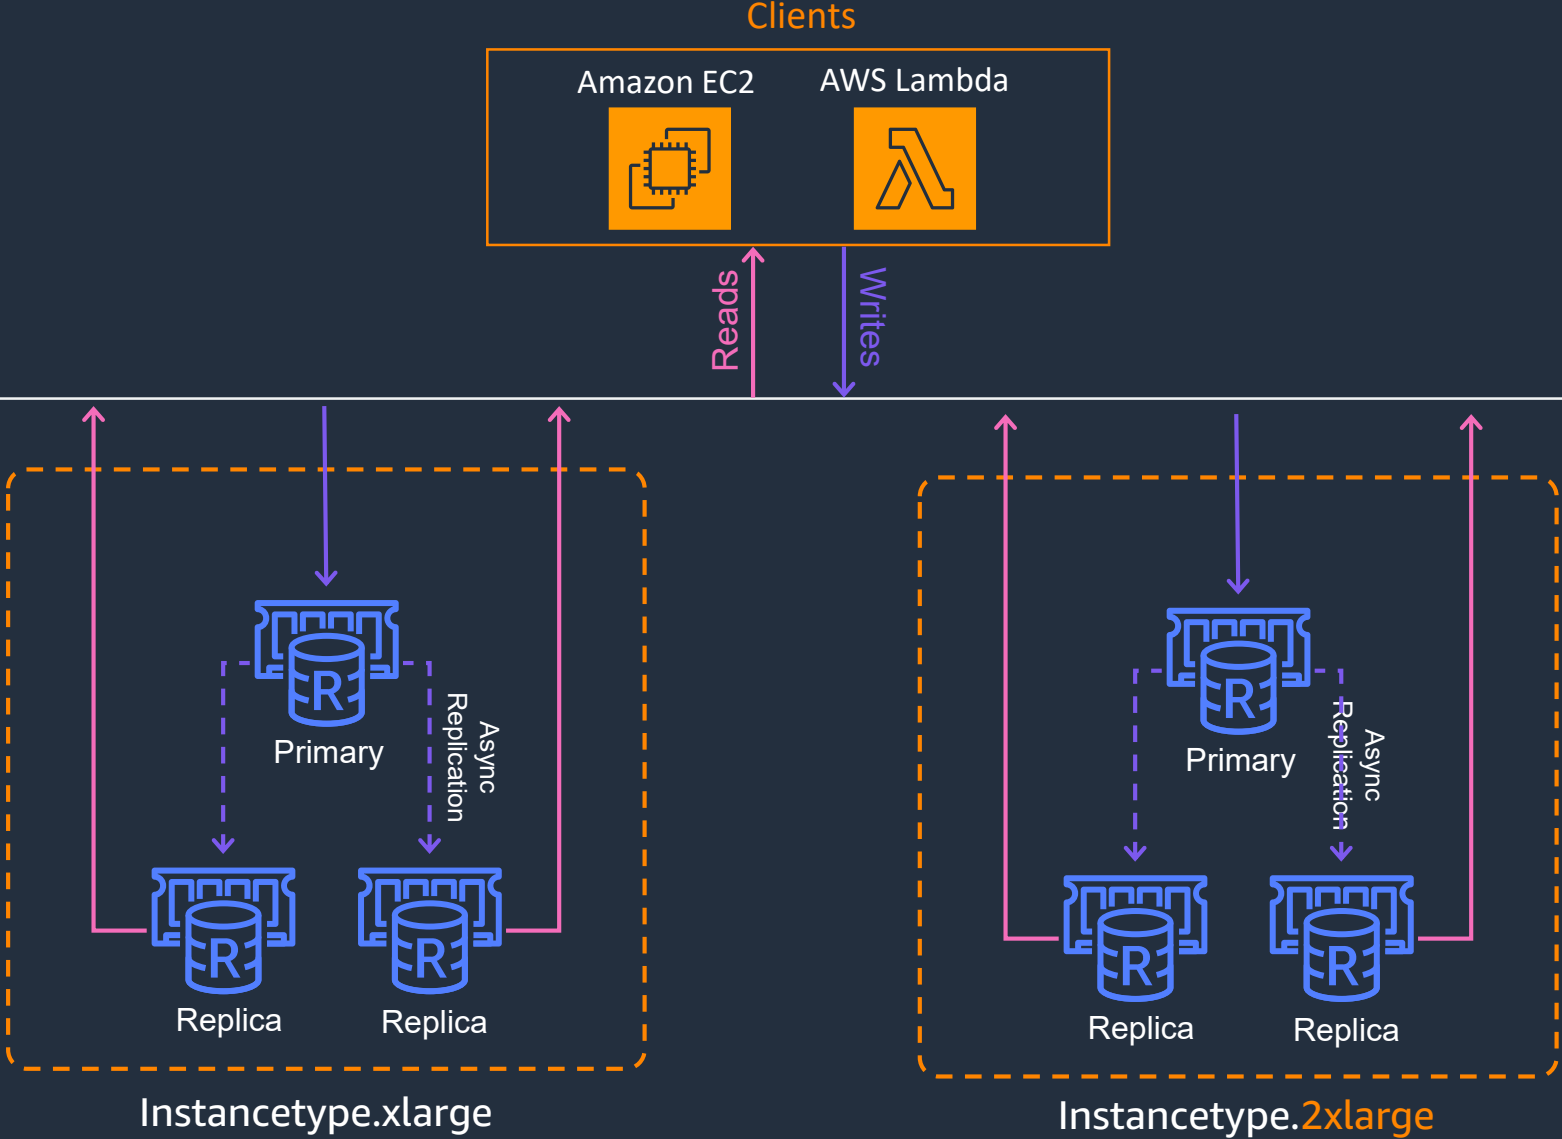 Clients
Amazon EC2
AWS Lambda
Reads
Writes
R
Primary
Async
Replication
R
Replica
R
Replica
Instancetype.xlarge
R
Primary
Async
Replication
R
Replica
R
Replica
Instancetype.2xlarge